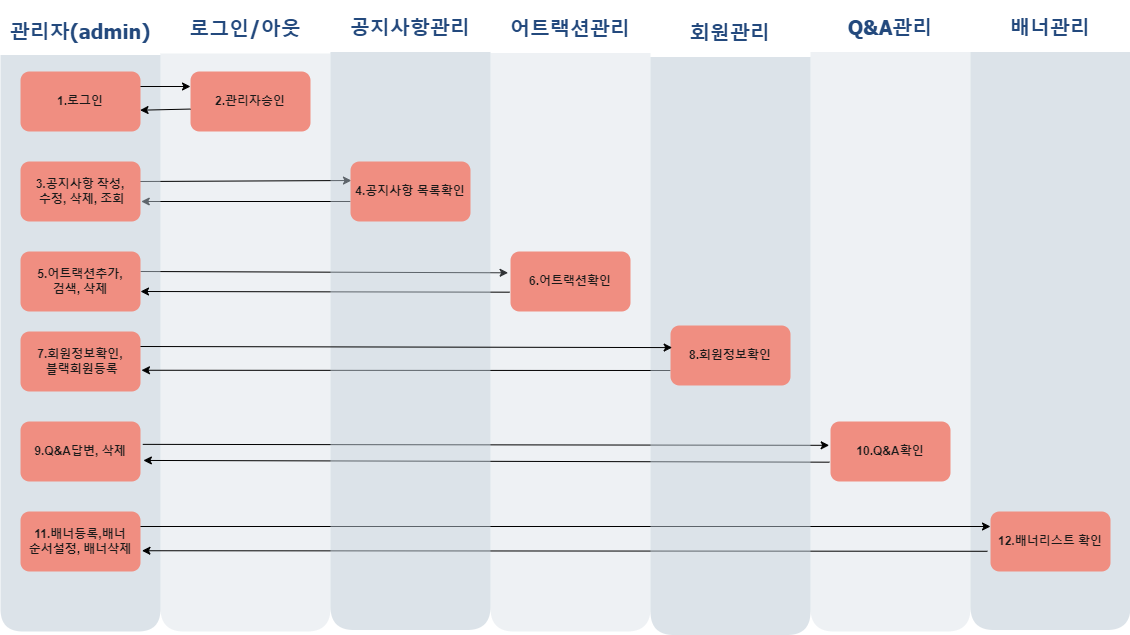 관리자(admin)
로그인/아웃
공지사항관리
어트랙션관리
회원관리
Q&A관리
배너관리
1.로그인
2.관리자승인
3.공지사항 작성,
수정, 삭제, 조회
4.공지사항 목록확인
5.어트랙션추가,
검색, 삭제
6.어트랙션확인
7.회원정보확인,
블랙회원등록
8.회원정보확인
9.Q&A답변, 삭제
10.Q&A확인
11.배너등록,배너
순서설정, 배너삭제
12.배너리스트 확인